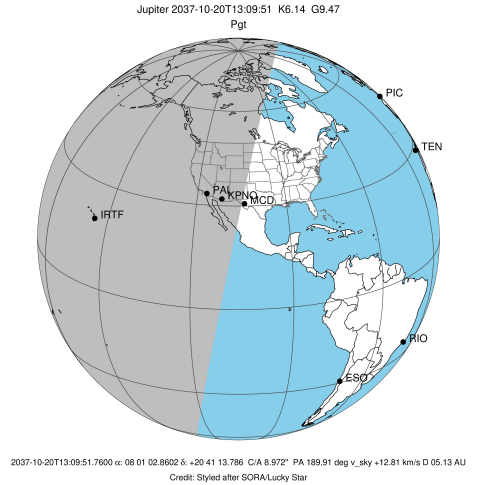 Jupiter 2037-10-20T13:09:51 K6.14 G9.47
Pgt
PIC
TEN
PAL
KPNO
MCD
IRTF
RIO
ESO
2037-10-20T13:09:51.7600 α: 08 01 02.8602 δ: +20 41 13.786 C/A 8.972" PA 189.91 deg v_sky +12.81 km/s D 05.13 AU
Credit: Styled after SORA/Lucky Star